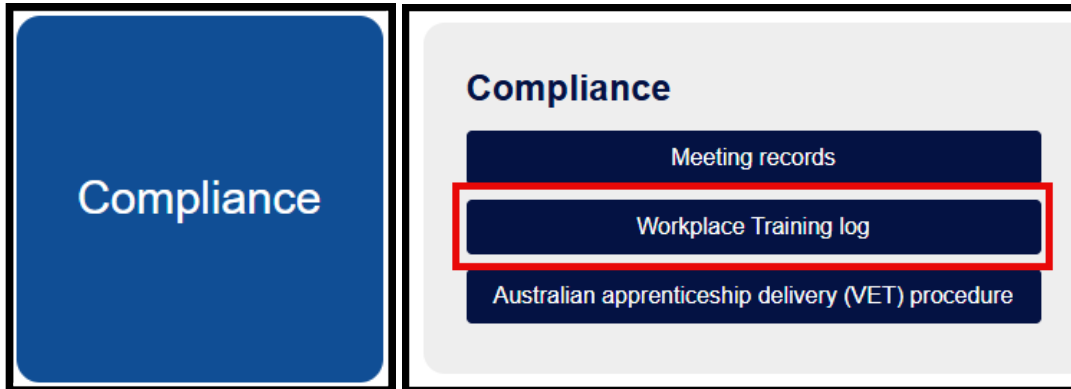 Compliance
Compliance
Meeting records
Workplace Training log
Australian apprenticeship delivery (VET) procedure